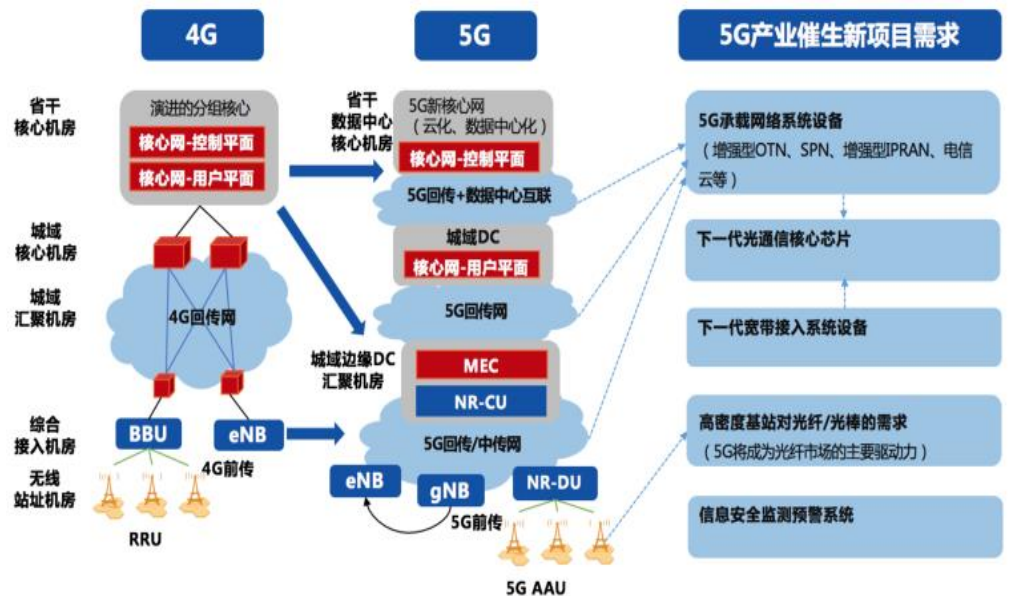 4G
5G
5G产业催生新项目需求
省干
核心机房
演进的分组核心
核心网-控制平面
核心网-用户平面
城域
核心机房
城域
汇聚机房
4G回传网
综合
接入机房
BBU
eNB
4G前传
无线
站址机房
RRU
省干
数据中心
核心机房
5G新核心网
（云化、数据中心化）
核心网-控制平面
5G回传+数据中心互联
城域DC
核心网-用户平面
5G回传网
城域边缘DC
汇聚机房
MEC
NR-CU
5G回传/中传网
eNB
gNB
NR-DU
5G前传
5G AAU
5G承载网络系统设备
（增强型OTN、SPN、增强型IPRAN、电信
云等）
下一代光通信核心芯片
下一代宽带接入系统设备
高密度基站对光纤/光棒的需求
（5G将成为光纤市场的主要驱动力）
信息安全监测预警系统